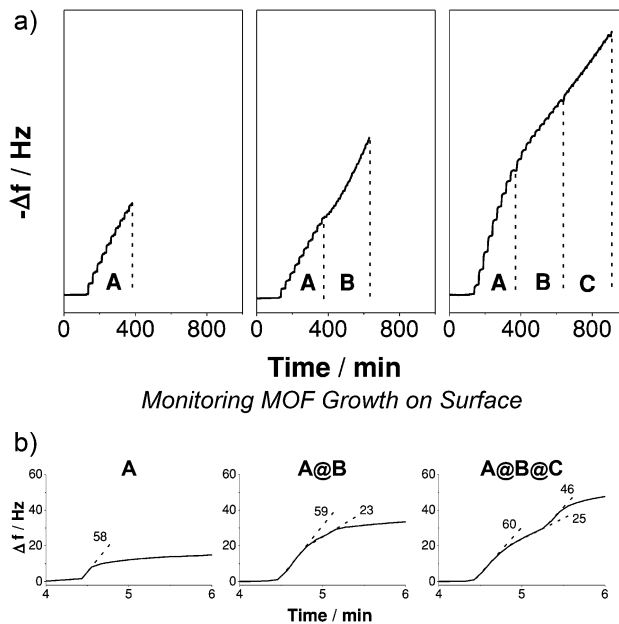 a)
-Δf / Hz
A
A B
A B C
0 400 800 0 400 800 0 400 800
Time / min
Monitoring MOF Growth on Surface
b)
A A@B A@B@C
Δf / Hz
60 60 60
40 40 40
20 20 20
0 0 0
58
59 23
60 25 46
4 5 6 4 5 6 4 5 6
Time / min